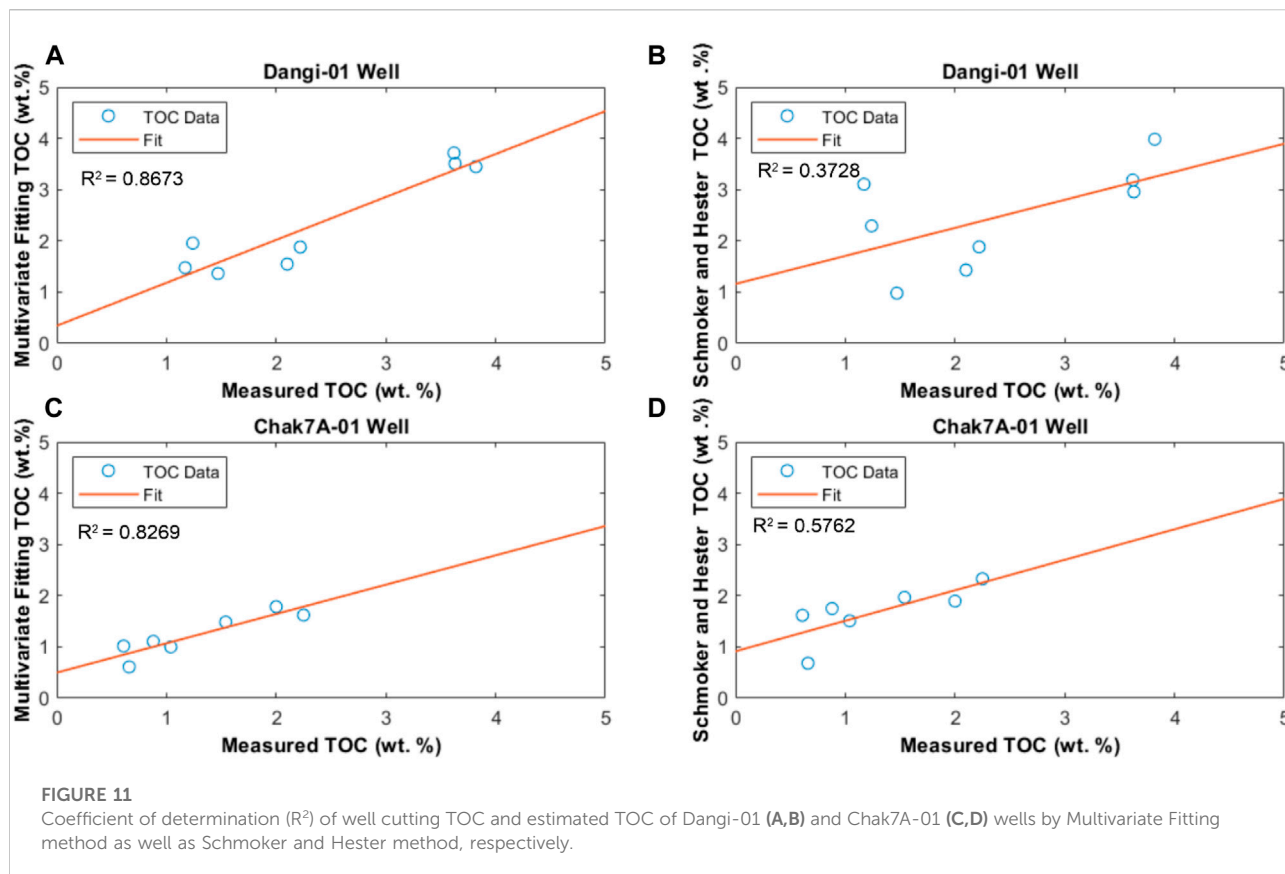 A
Dangi-01 Well
Multivariate Fitting TOC (wt.%)
5
4
3
2
1
0
TOC Data
Fit
R² = 0.8673
0 1 2 3 4 5
Measured TOC (wt. %)
B
Dangi-01 Well
Schmoker and Hester TOC (wt .%)
5
4
3
2
1
0
TOC Data
Fit
R² = 0.3728
0 1 2 3 4 5
Measured TOC (wt. %)
C
Chak7A-01 Well
Multivariate Fitting TOC (wt.%)
5
4
3
2
1
0
TOC Data
Fit
R² = 0.8269
0 1 2 3 4 5
Measured TOC (wt. %)
D
Chak7A-01 Well
Schmoker and Hester TOC (wt .%)
5
4
3
2
1
0
TOC Data
Fit
R² = 0.5762
0 1 2 3 4 5
Measured TOC (wt. %)
FIGURE 11
Coefficient of determination (R²) of well cutting TOC and estimated TOC of Dangi-01 (A,B) and Chak7A-01 (C,D) wells by Multivariate Fitting
method as well as Schmoker and Hester method, respectively.